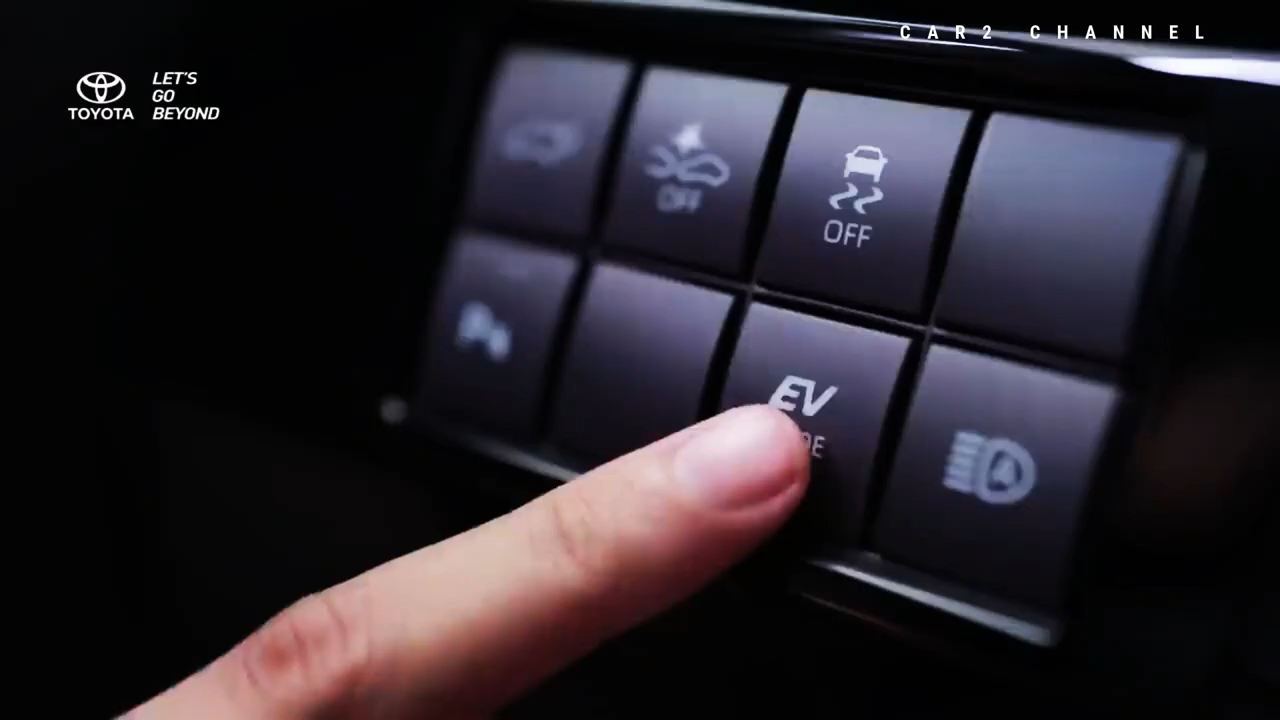 CAR2 CHANNEL
TOYOTA
LET'S
GO
BEYOND
OFF
OFF
EV